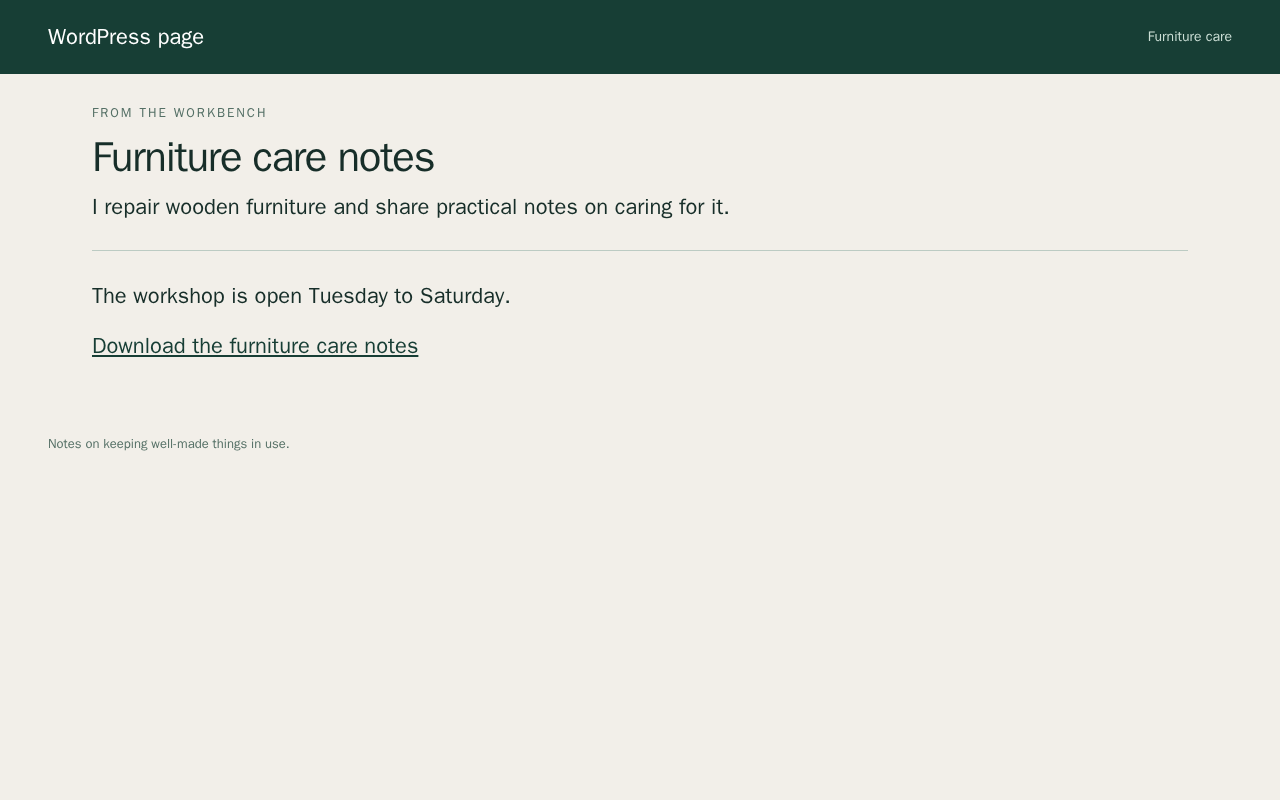 WordPress page
Furniture care
FROM THE WORKBENCH
Furniture care notes
I repair wooden furniture and share practical notes on caring for it.
The workshop is open Tuesday to Saturday.
Download the furniture care notes
Notes on keeping well-made things in use.